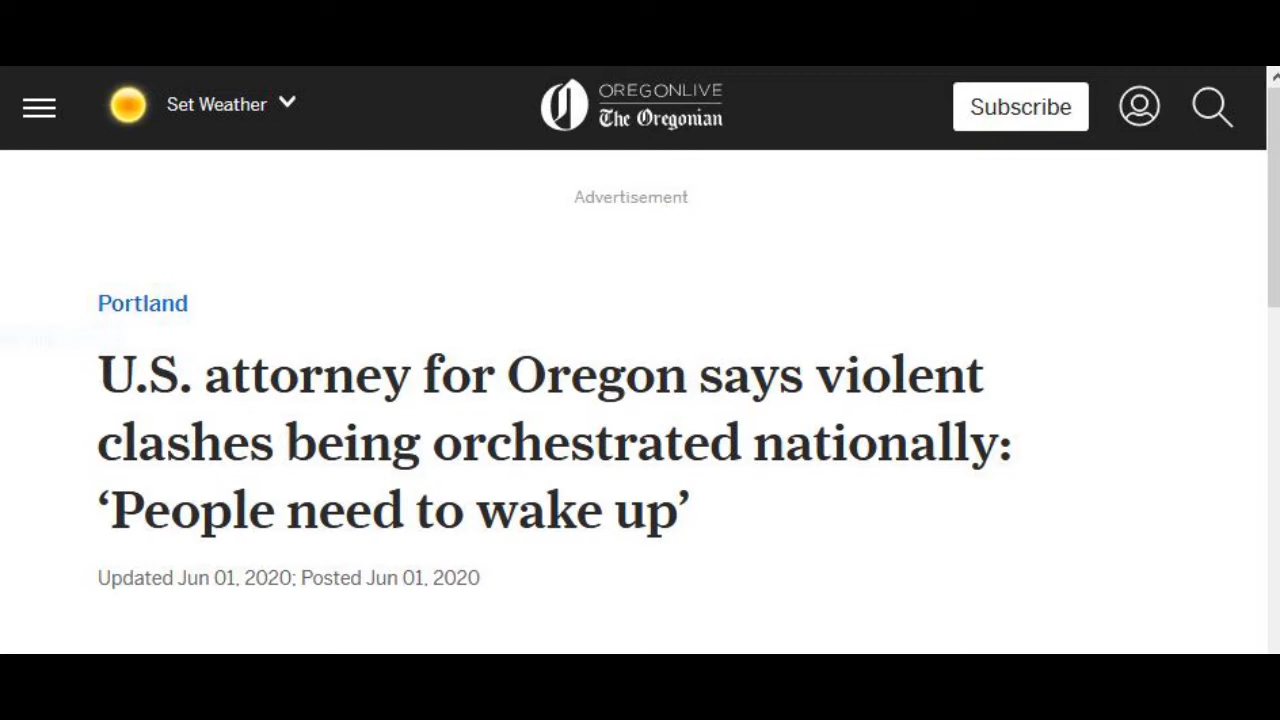 Set Weather
OREGONLIVE
The Oregonian
Subscribe
Advertisement
Portland
U.S. attorney for Oregon says violent
clashes being orchestrated nationally:
‘People need to wake up’
Updated Jun 01, 2020; Posted Jun 01, 2020